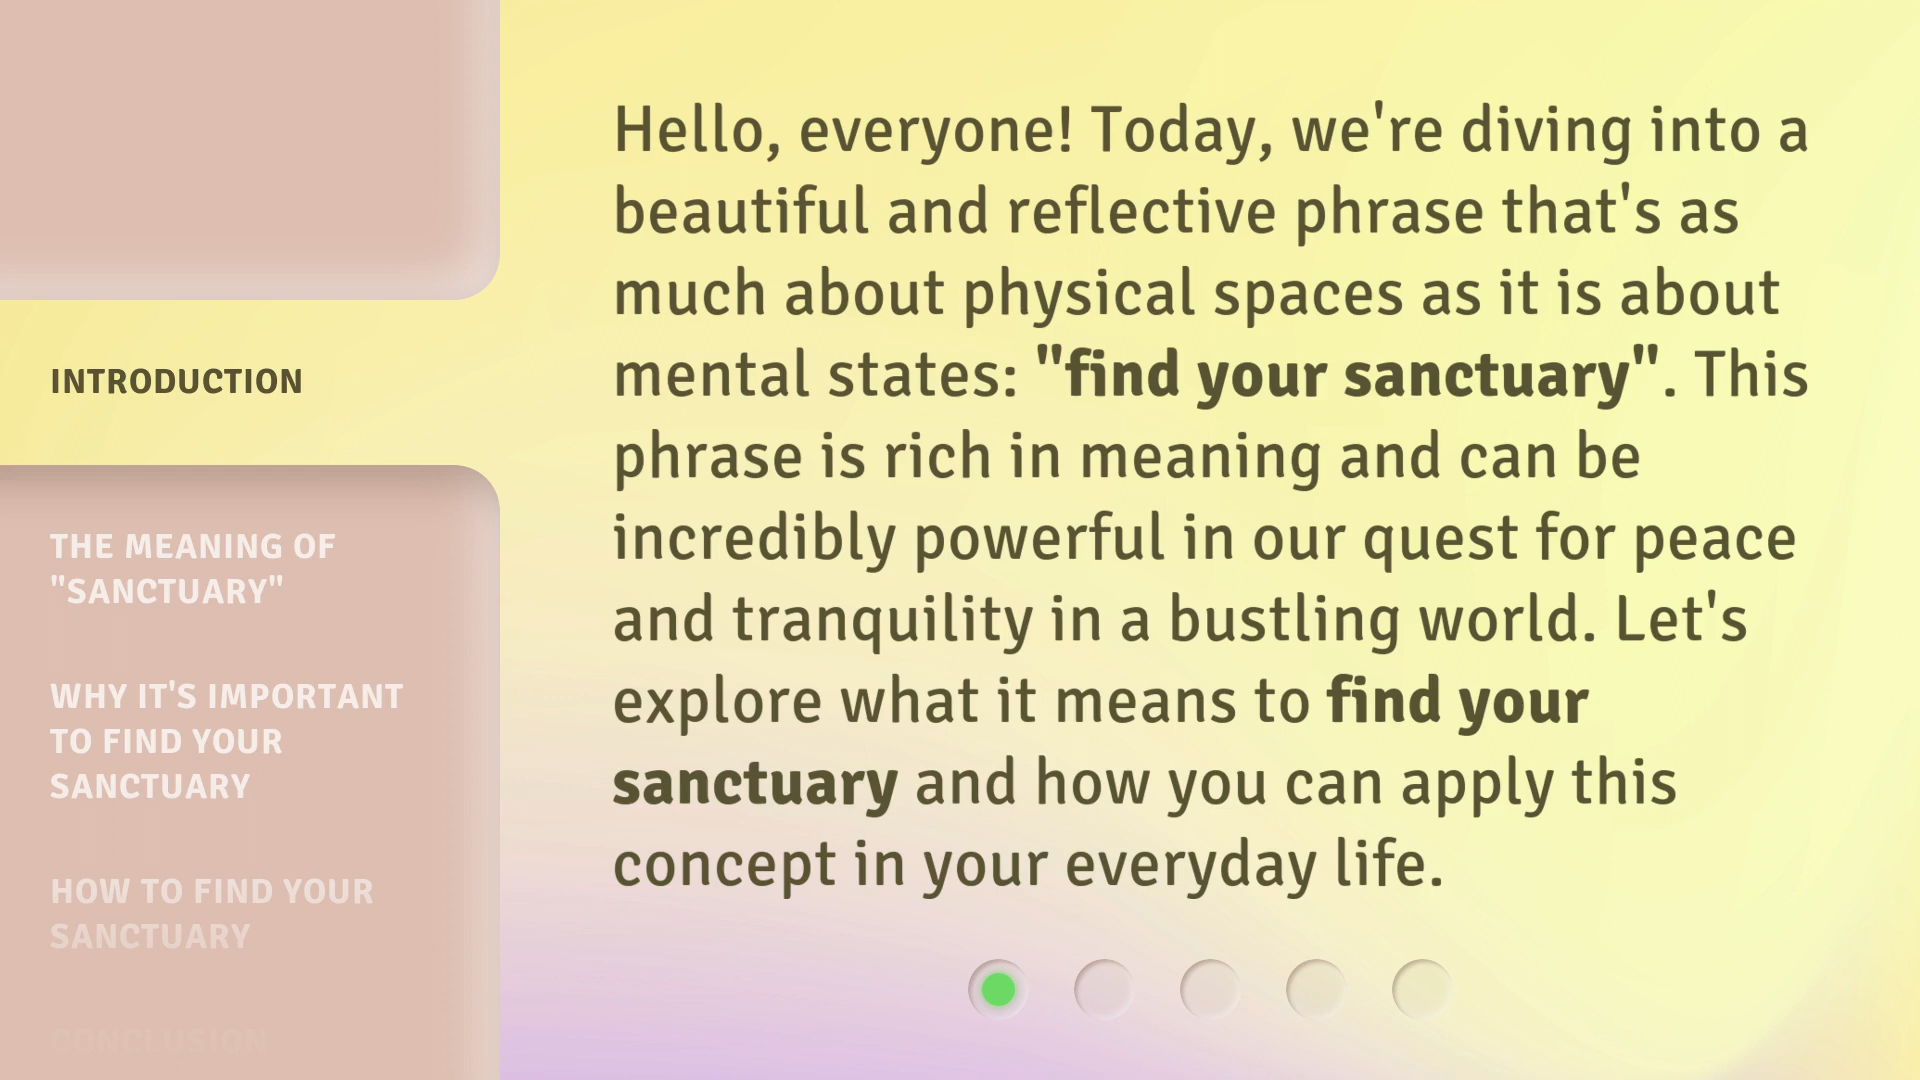 INTRODUCTION
THE MEANING OF
"SANCTUARY"
WHY IT'S IMPORTANT
TO FIND YOUR
SANCTUARY
HOW TO FIND YOUR
SANCTUARY
CONCLUSION
Hello, everyone! Today, we're diving into a
beautiful and reflective phrase that's as
much about physical spaces as it is about
mental states: "find your sanctuary". This
phrase is rich in meaning and can be
incredibly powerful in our quest for peace
and tranquility in a bustling world. Let's
explore what it means to find your
sanctuary and how you can apply this
concept in your everyday life.